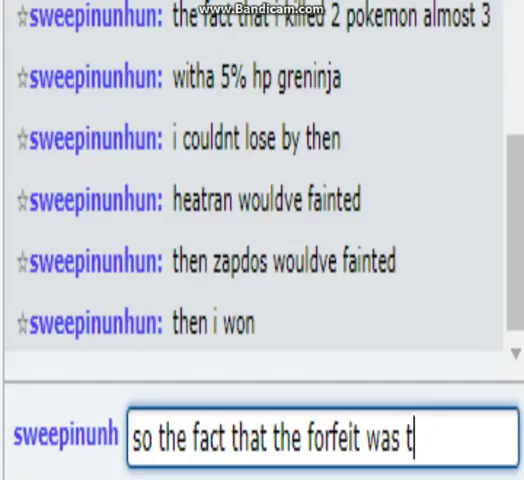 www.Bandicam.com
☆sweepinunhun: the fact that i killed 2 pokemon almost 3
☆sweepinunhun: witha 5% hp greninja
☆sweepinunhun: i couldnt lose by then
☆sweepinunhun: heatran wouldve fainted
☆sweepinunhun: then zapdos wouldve fainted
☆sweepinunhun: then i won
sweepinunh so the fact that the forfeit was t